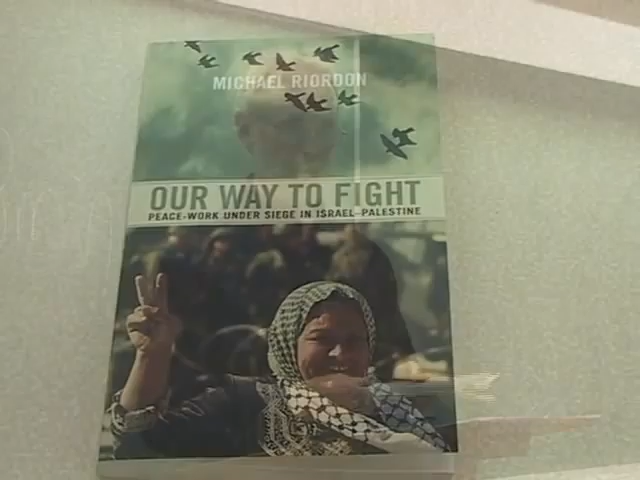 MICHAEL RIORDON
OUR WAY TO FIGHT
PEACE-WORK UNDER SIEGE IN ISRAEL-PALESTINE